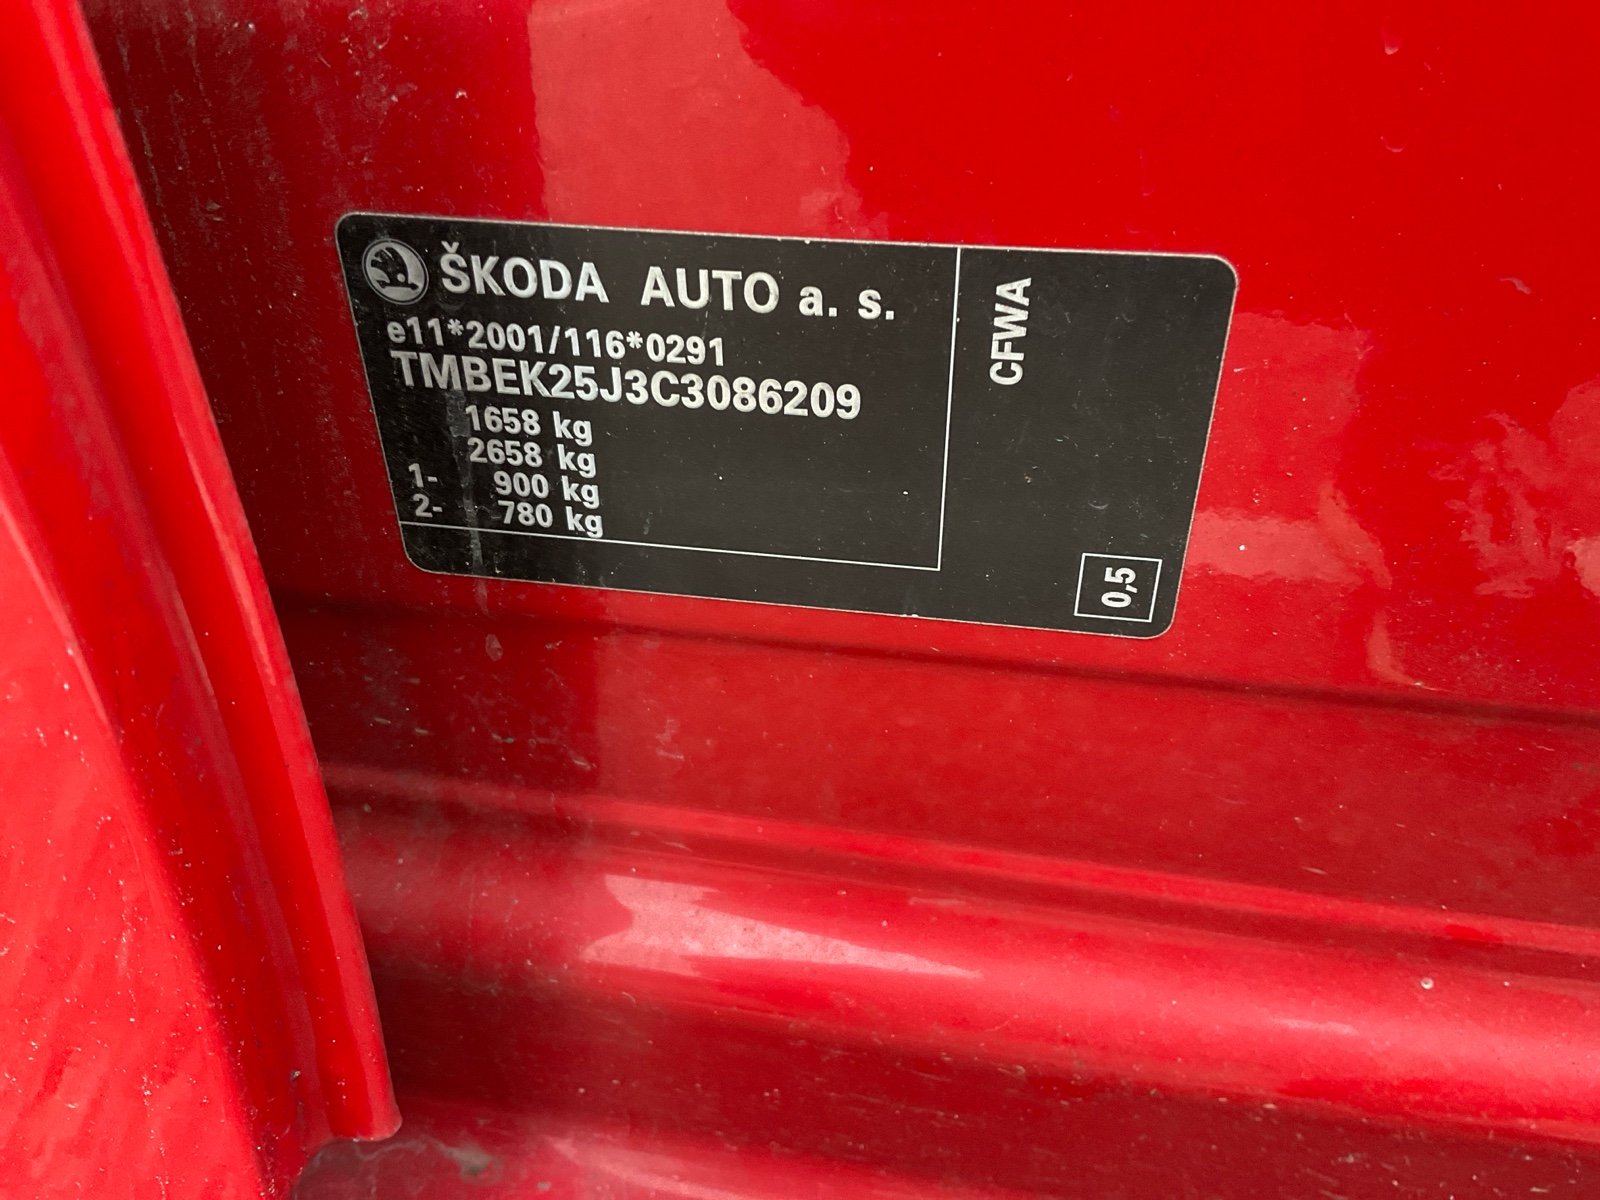 ŠKODA AUTO a. s.
e11*2001/116*0291
TMBEK25J3C3086209
1658 kg
2658 kg
1- 900 kg
2- 780 kg
CFWA
0,5